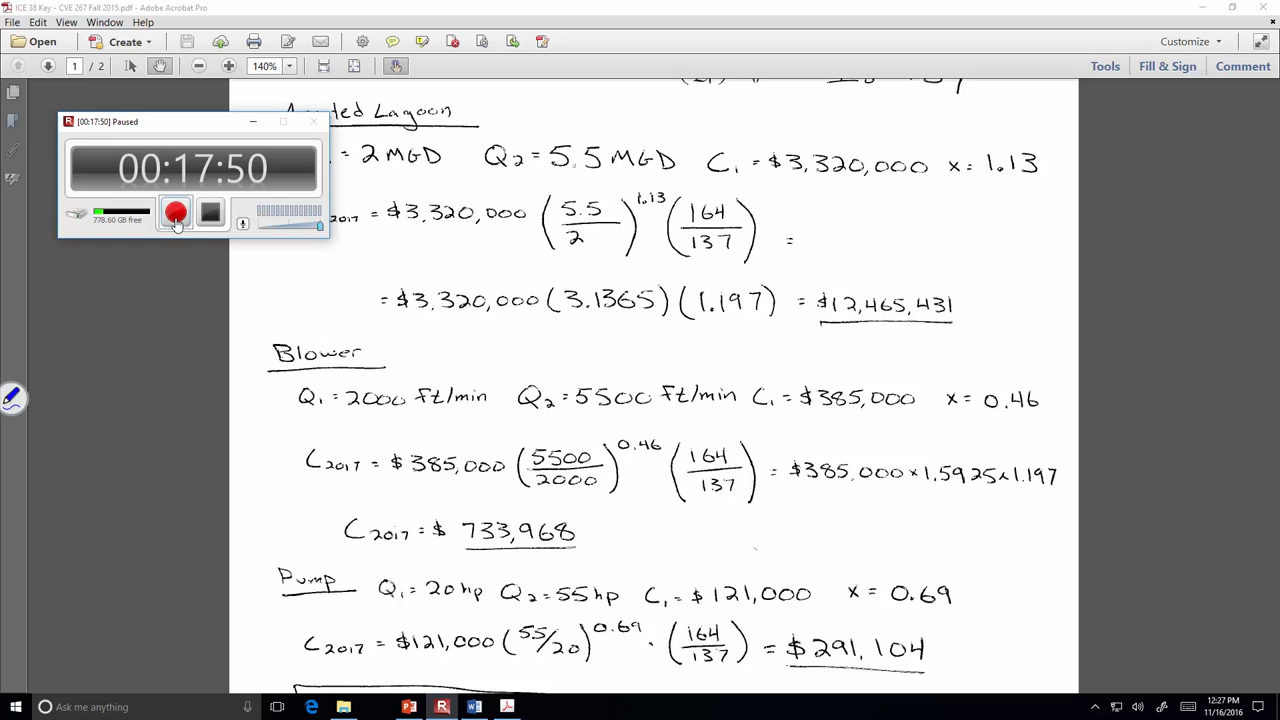 ICE 38 Key - CVE 267 Fall 2015.pdf - Adobe Acrobat Pro
File Edit View Window Help
Open Create Customize
1 / 2 140% Tools Fill & Sign Comment
Lagoon
[00:17:50] Paused
00:17:50
778.60 GB free
= 2 MGD Q2 = 5.5 MGD C1 = $3,320,000 x = 1.13
2017 = $3,320,000 (5.5/2)^1.13 (164/137) =
= $3,320,000 (3.1365) (1.197) = $12,465,431
Blower
Q1 = 2000 ft/min Q2 = 5500 ft/min C1 = $385,000 x = 0.46
C2017 = $385,000 (5500/2000)^0.46 (164/137) = $385,000 × 1.5925 × 1.197
C2017 = $ 733,968
Pump Q1 = 20 hp Q2 = 55 hp C1 = $121,000 x = 0.69
C2017 = $121,000 (55/20)^0.69 · (164/137) = $291,104
Ask me anything
12:27 PM
11/16/2016